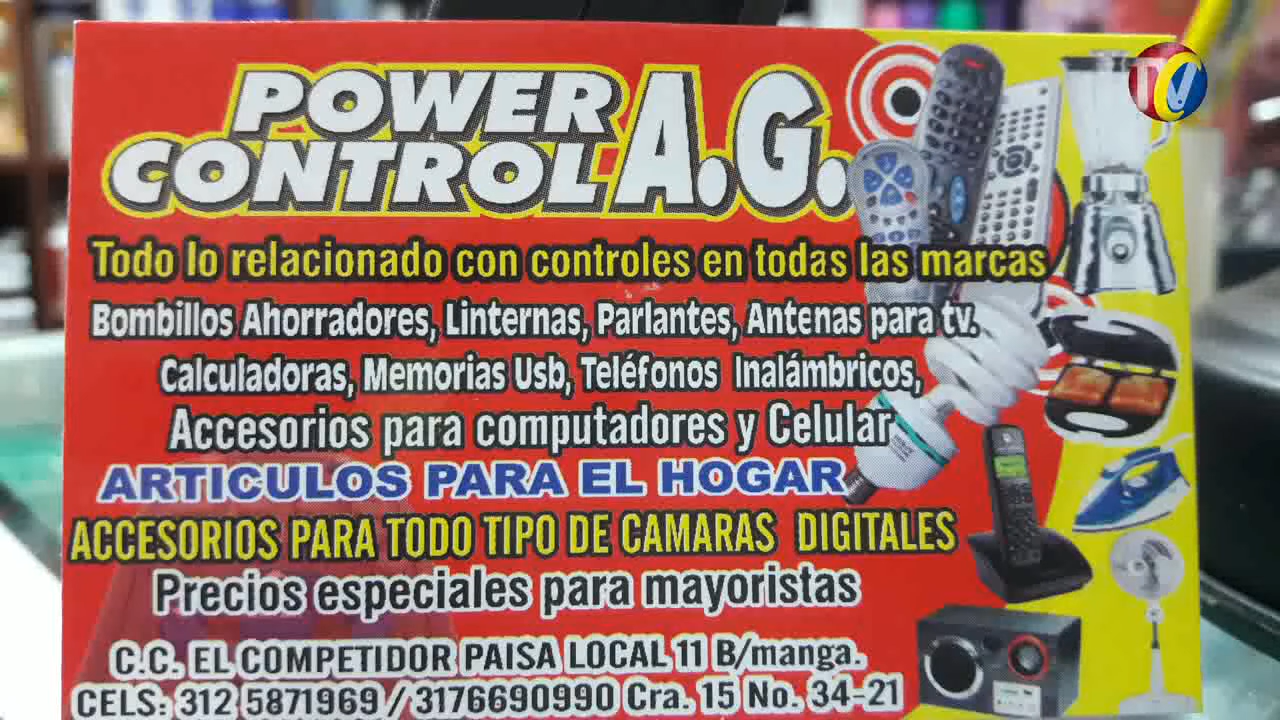 TVC!
POWER
CONTROL A.G.
Todo lo relacionado con controles en todas las marcas
Bombillos Ahorradores, Linternas, Parlantes, Antenas para tv.
Calculadoras, Memorias Usb, Teléfonos Inalámbricos,
Accesorios para computadores y Celular
ARTICULOS PARA EL HOGAR
ACCESORIOS PARA TODO TIPO DE CAMARAS DIGITALES
Precios especiales para mayoristas
C.C. EL COMPETIDOR PAISA LOCAL 11 B/manga.
CELS: 312 5871969 / 3176690990 Cra. 15 No. 34-21